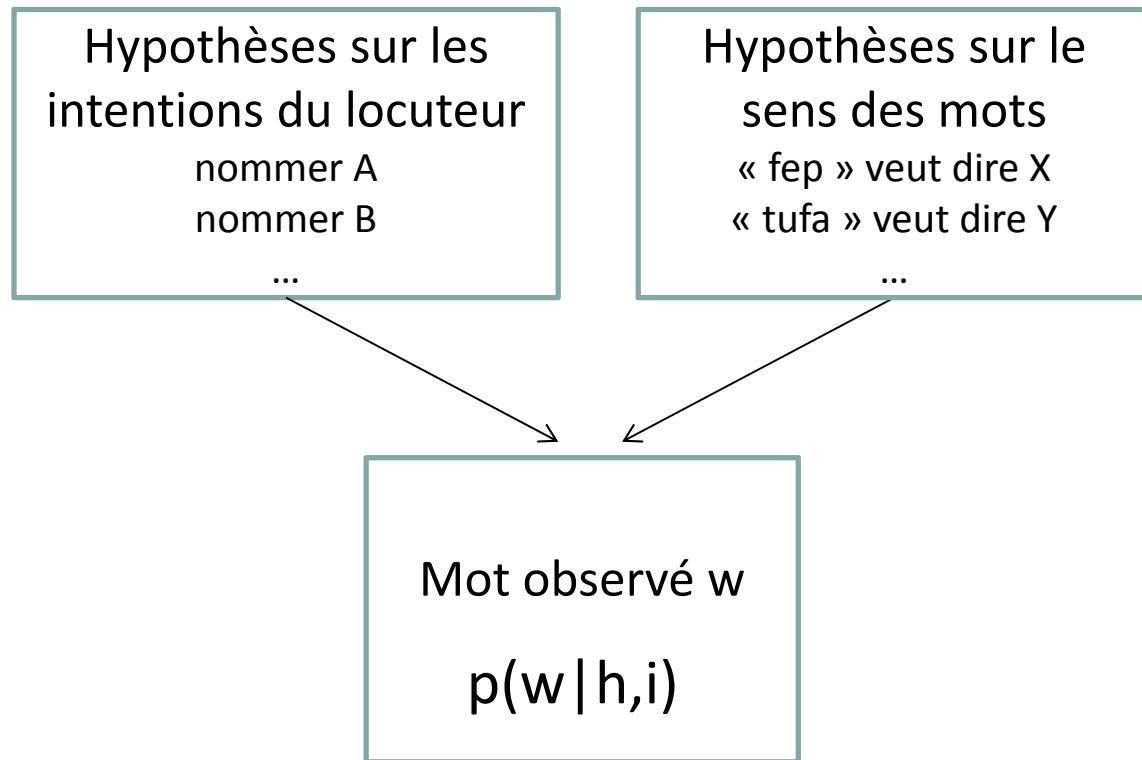 Hypothèses sur les
intentions du locuteur
nommer A
nommer B
...
Hypothèses sur le
sens des mots
« fep » veut dire X
« tufa » veut dire Y
...
Mot observé w
p(w|h,i)